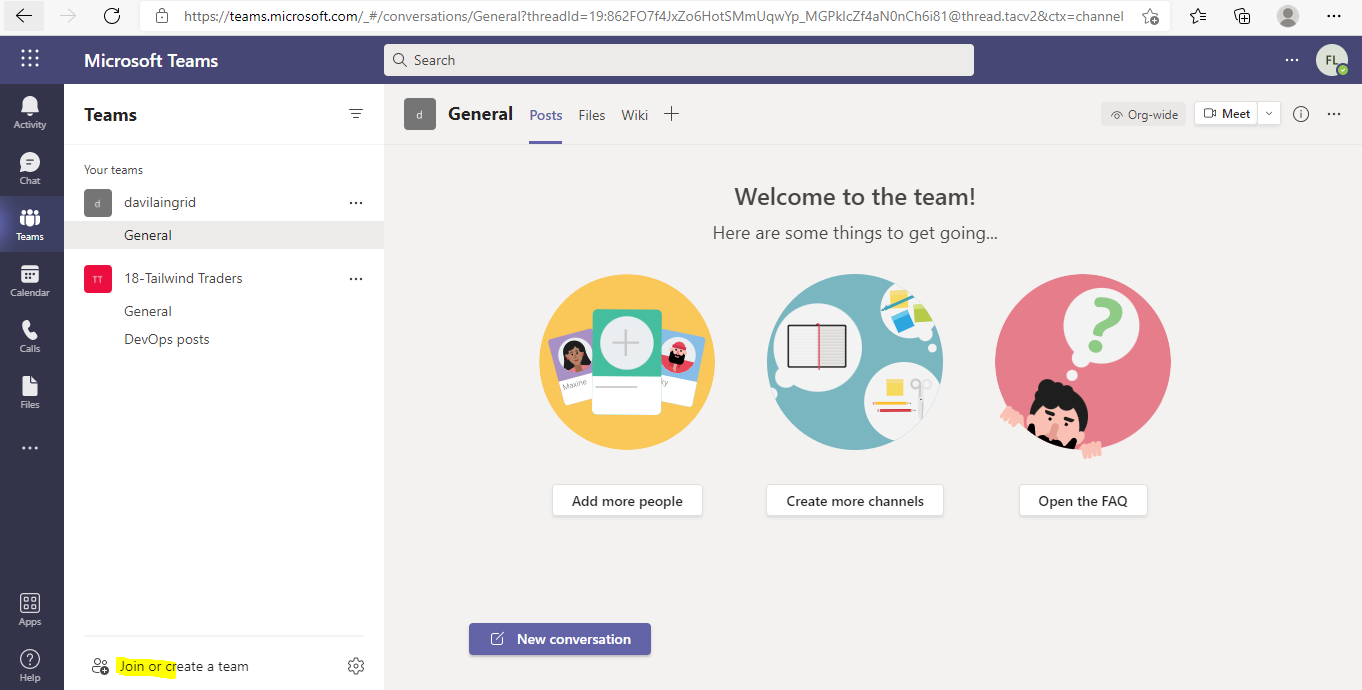 https://teams.microsoft.com/_#/conversations/General?threadId=19:862FO7f4JxZo6HotSMmUqwYp_MGPkIcZf4aN0nCh6i81@thread.tacv2&ctx=channel
Microsoft Teams
Search
FL
Activity
Chat
Teams
Calendar
Calls
Files
Apps
Help
Teams
Your teams
d
davilaingrid
General
TT
18-Tailwind Traders
General
DevOps posts
Join or create a team
d
General
Posts
Files
Wiki
Org-wide
Meet
Welcome to the team!
Here are some things to get going...
Maxine
ky
Add more people
Create more channels
Open the FAQ
New conversation